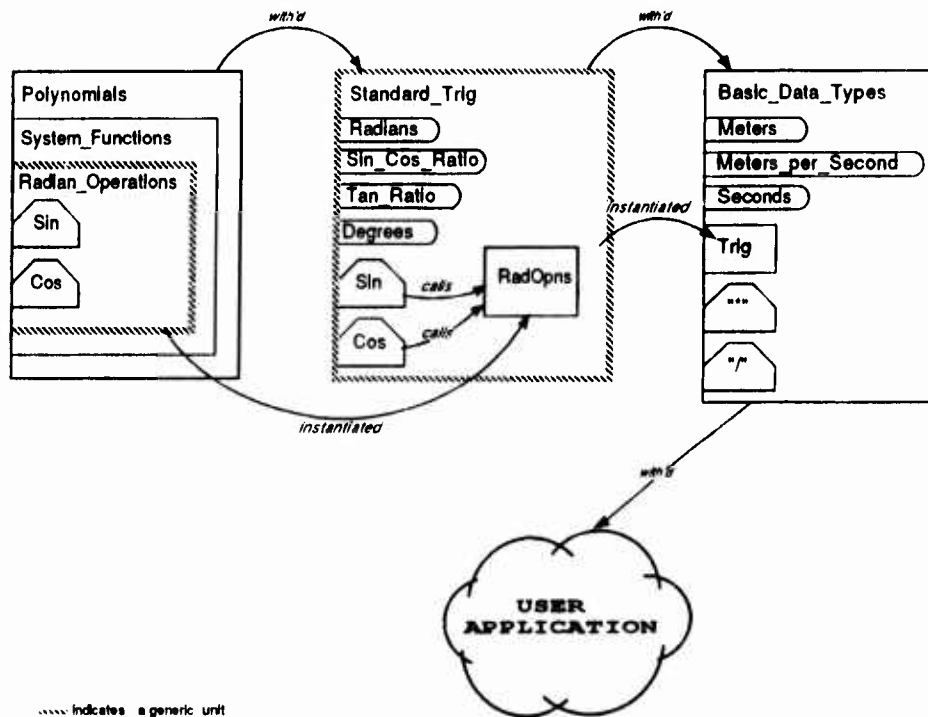 with'd
with'd
Polynomials
System_Functions
Radian_Operations
Sin
Cos
Standard_Trig
Radians
Sin_Cos_Ratio
Tan_Ratio
Degrees
Sin
Cos
calls
calls
RadOpns
instantiated
instantiated
Basic_Data_Types
Meters
Meters_per_Second
Seconds
Trig
"*"
"/"
with'd
USER
APPLICATION
indicates a generic unit